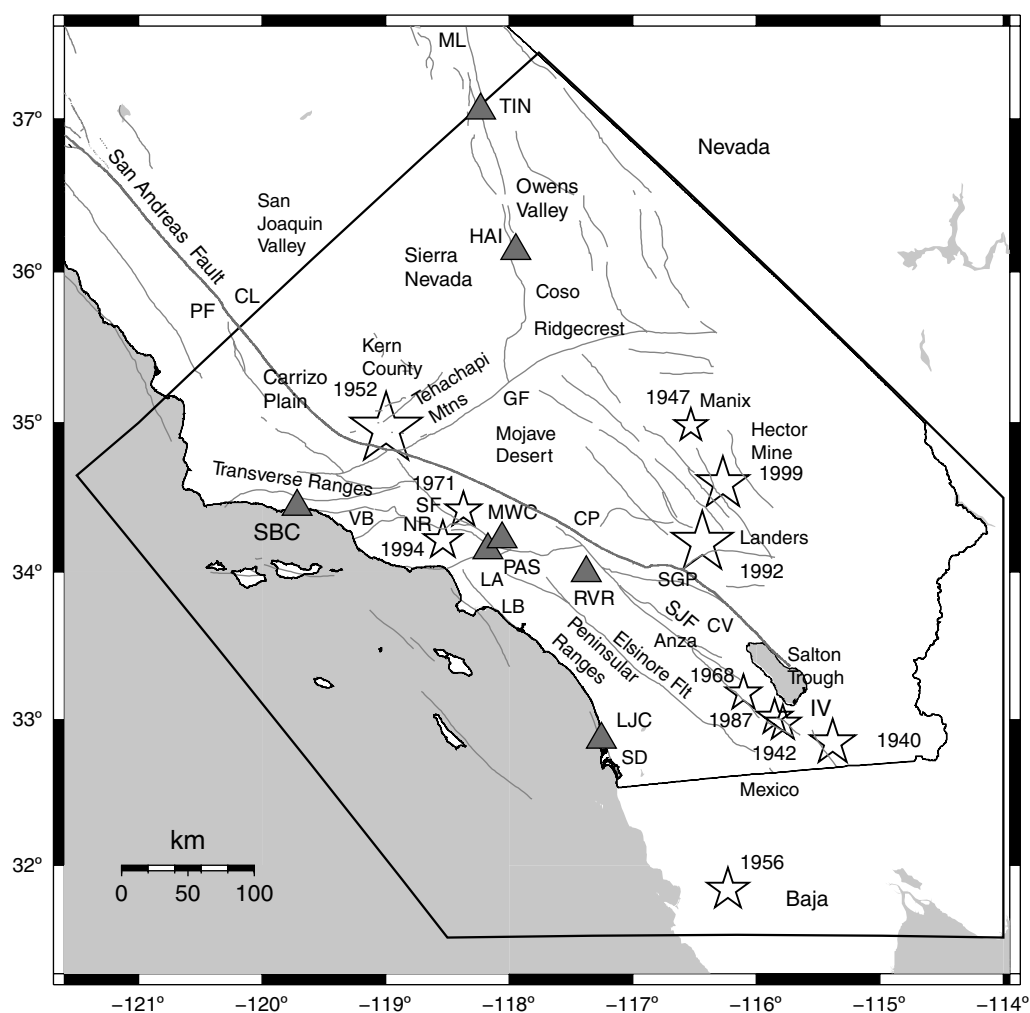 ML
TIN
37°
Nevada
San Andreas Fault
San
Joaquin
Valley
Owens
Valley
HAI
Sierra
Nevada
36°
CL
PF
Coso
Ridgecrest
Kern
County
Carrizo
Plain
1952
Tehachapi
Mtns
GF
1947
Manix
35°
Mojave
Desert
Hector
Mine
1999
Transverse Ranges
1971
SF
MWC
SBC
VB
NR
1994
CP
Landers
1992
34°
PAS
LA
RVR
SGP
LB
SJF
CV
Anza
Peninsular
Ranges
Elsinore Flt
Salton
Trough
1968
33°
LJC
1987
IV
SD
1942
1940
Mexico
km
0 50 100
32°
1956
Baja
−121° −120° −119° −118° −117° −116° −115° −114°